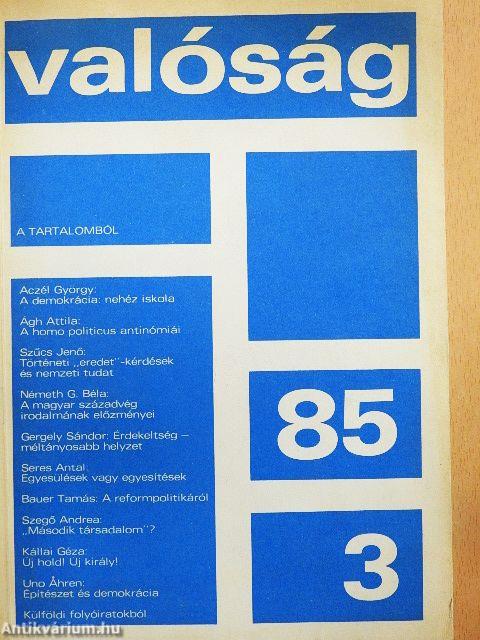 valóság
A TARTALOMBÓL
Aczél György:
A demokrácia: nehéz iskola
Ágh Attila:
A homo politicus antinómiái
Szűcs Jenő:
Történeti „eredet"-kérdések
és nemzeti tudat
Németh G. Béla:
A magyar századvég
irodalmának előzményei
Gergely Sándor: Érdekeltség —
méltányosabb helyzet
Seres Antal:
Egyesülések vagy egyesítések
Bauer Tamás: A reformpolitikáról
Szegő Andrea:
„Második társadalom"?
Kállai Géza:
Új hold! Új király!
Uno Åhren:
Építészet és demokrácia
Külföldi folyóiratokból
85
3
Antikvárium.hu